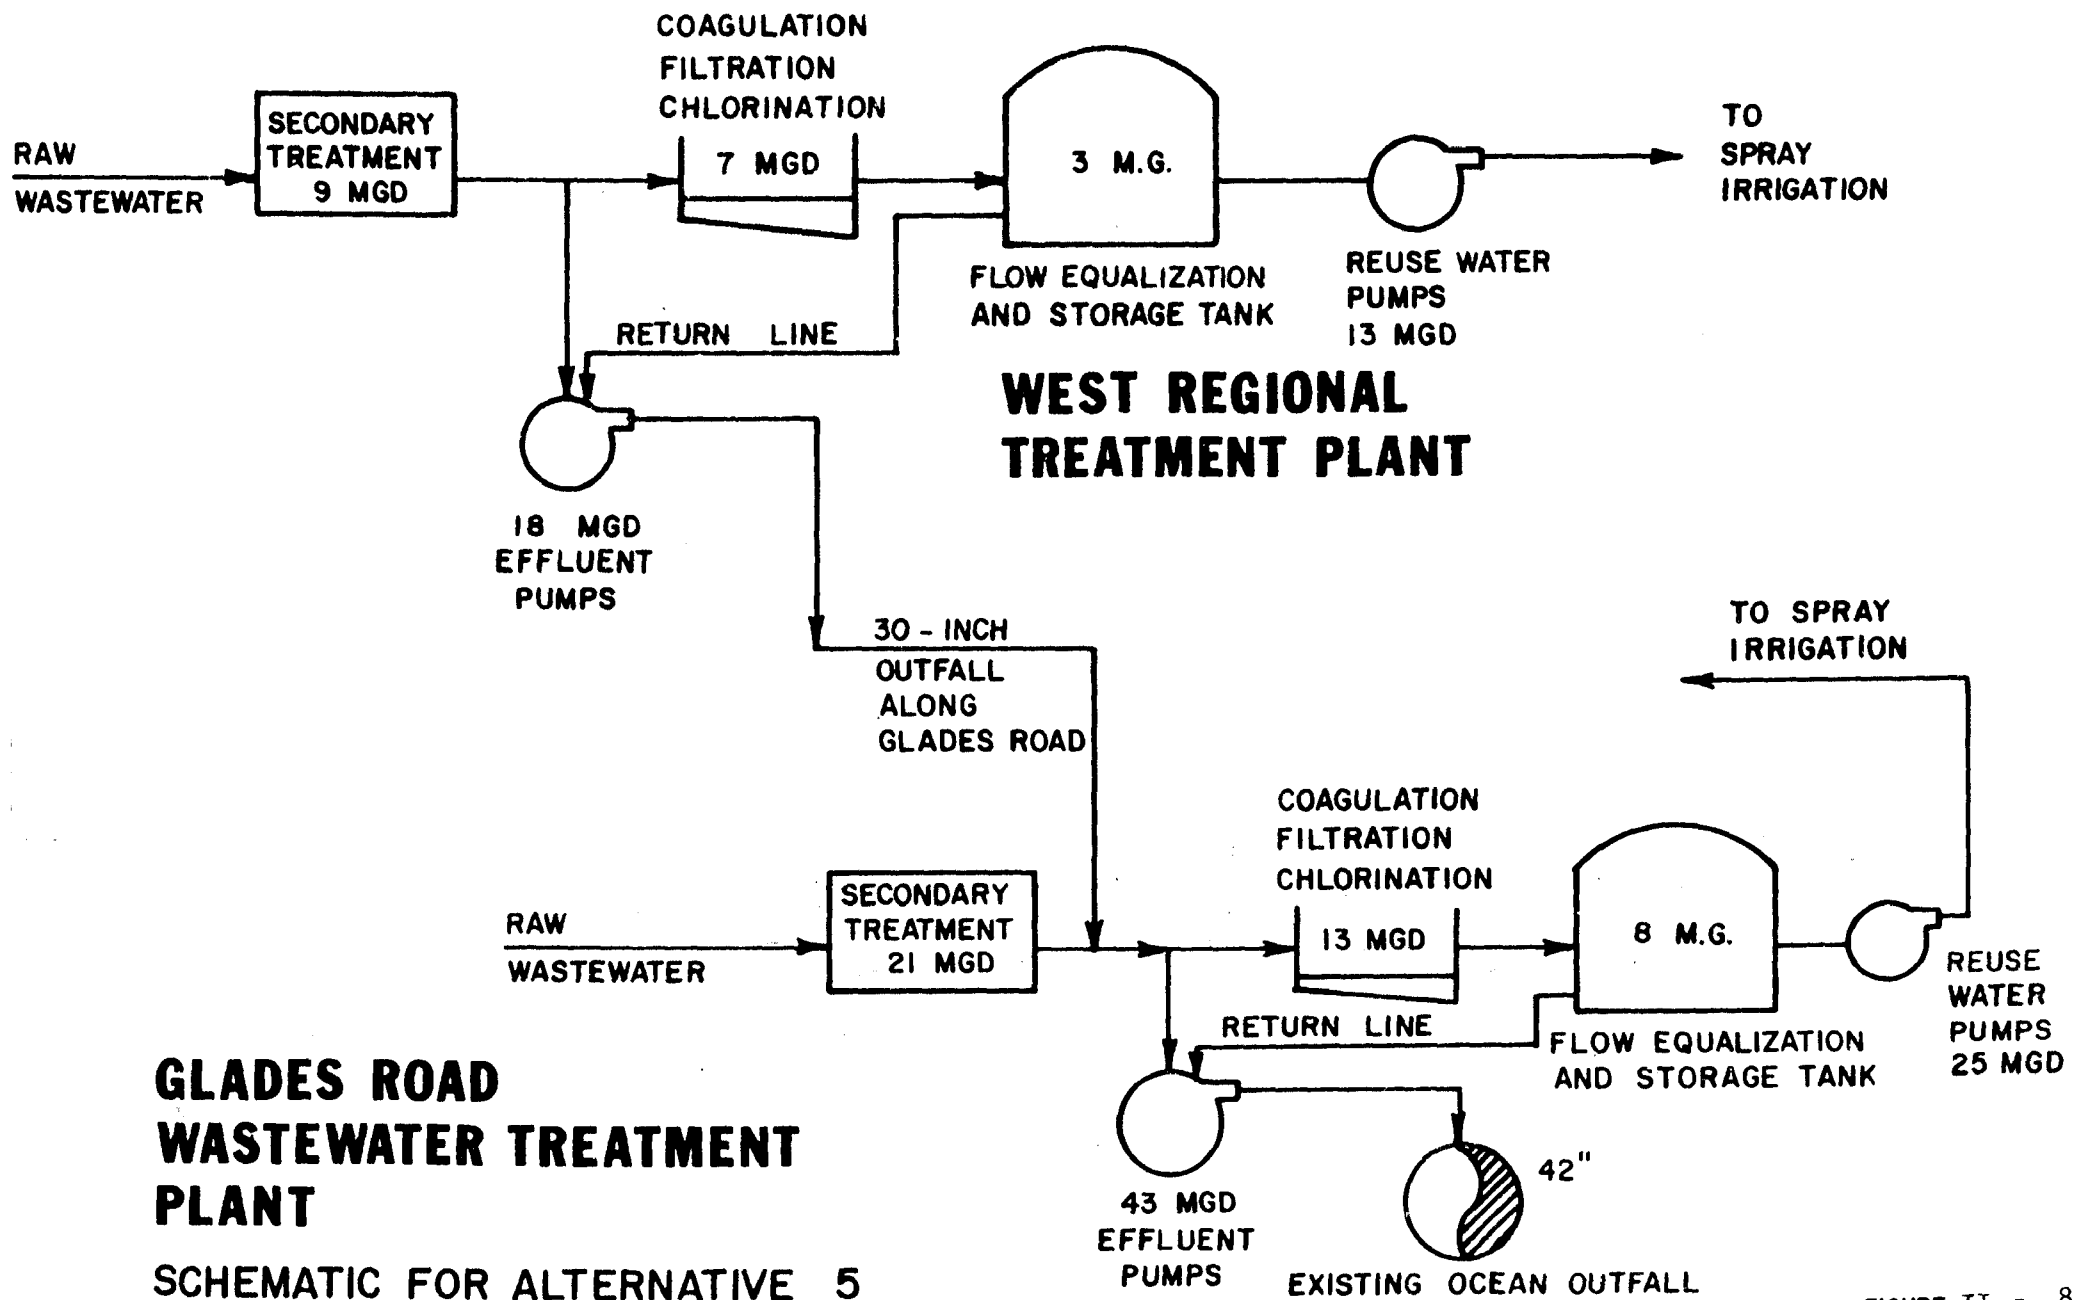 COAGULATION
FILTRATION
CHLORINATION
SECONDARY
TREATMENT
9 MGD
RAW
WASTEWATER
7 MGD
3 M.G.
TO
SPRAY
IRRIGATION
FLOW EQUALIZATION
AND STORAGE TANK
REUSE WATER
PUMPS
13 MGD
RETURN LINE
WEST REGIONAL
TREATMENT PLANT
18 MGD
EFFLUENT
PUMPS
30-INCH
OUTFALL
ALONG
GLADES ROAD
TO SPRAY
IRRIGATION
COAGULATION
FILTRATION
CHLORINATION
SECONDARY
TREATMENT
21 MGD
RAW
WASTEWATER
13 MGD
8 M.G.
REUSE
WATER
PUMPS
25 MGD
RETURN LINE
FLOW EQUALIZATION
AND STORAGE TANK
GLADES ROAD
WASTEWATER TREATMENT
PLANT
43 MGD
EFFLUENT
PUMPS
42"
EXISTING OCEAN OUTFALL
SCHEMATIC FOR ALTERNATIVE 5
FIGURE II - 8